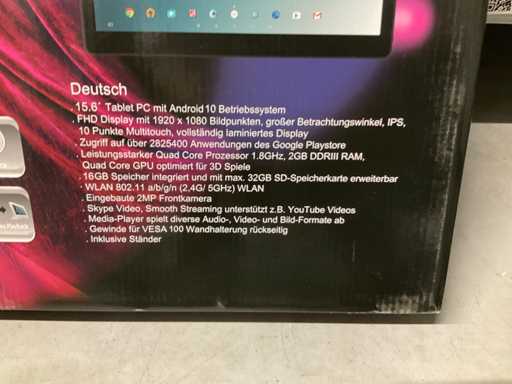 Deutsch
. 15.6" Tablet PC mit Android 10 Betriebssystem
. FHD Display mit 1920 x 1080 Bildpunkten, großer Betrachtungswinkel, IPS,
10 Punkte Multitouch, vollständig laminiertes Display
. Zugriff auf über 2825400 Anwendungen des Google Playstore
. Leistungsstarker Quad Core Prozessor 1.8GHz, 2GB DDRIII RAM,
Quad Core GPU optimiert für 3D Spiele
. 16GB Speicher integriert und mit max. 32GB SD-Speicherkarte erweiterbar
. WLAN 802.11 a/b/g/n (2,4G/ 5GHz) WLAN
. Eingebaute 2MP Frontkamera
. Skype Video, Smooth Streaming unterstützt z.B. YouTube Videos
. Media-Player spielt diverse Audio-, Video- und Bild-Formate ab
. Gewinde für VESA 100 Wandhalterung rückseitig
. Inklusive Ständer
Playback